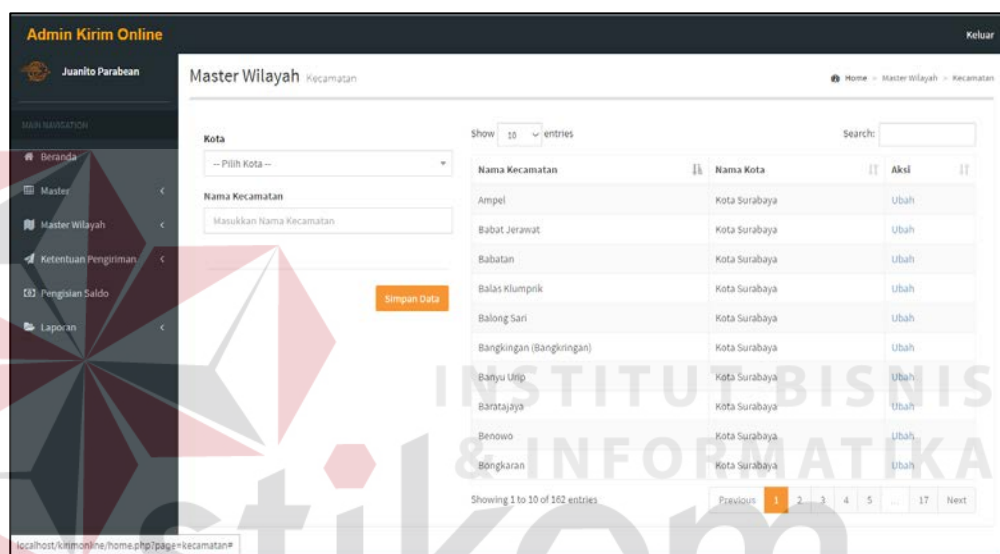 Admin Kirim Online
Keluar
Juanito Parabean
Master Wilayah Kecamatan
Home > Master Wilayah > Kecamatan
MAIN NAVIGATION
Beranda
Master
Master Wilayah
Ketentuan Pengiriman
Pengisian Saldo
Laporan
Kota
-- Pilih Kota --
Nama Kecamatan
Masukkan Nama Kecamatan
Simpan Data
Show 10 entries
Search:
Nama Kecamatan Nama Kota Aksi
Ampel Kota Surabaya Ubah
Babat Jerawat Kota Surabaya Ubah
Babatan Kota Surabaya Ubah
Balas Klumprik Kota Surabaya Ubah
Balong Sari Kota Surabaya Ubah
Bangkingan (Bangkringan) Kota Surabaya Ubah
Banyu Urip Kota Surabaya Ubah
Baratajaya Kota Surabaya Ubah
Benowo Kota Surabaya Ubah
Bongkaran Kota Surabaya Ubah
Showing 1 to 10 of 162 entries
Previous 1 2 3 4 5 ... 17 Next
localhost/kirimonline/home.php?page=kecamatan#
INSTITUT BISNIS
& INFORMATIKA
stikom